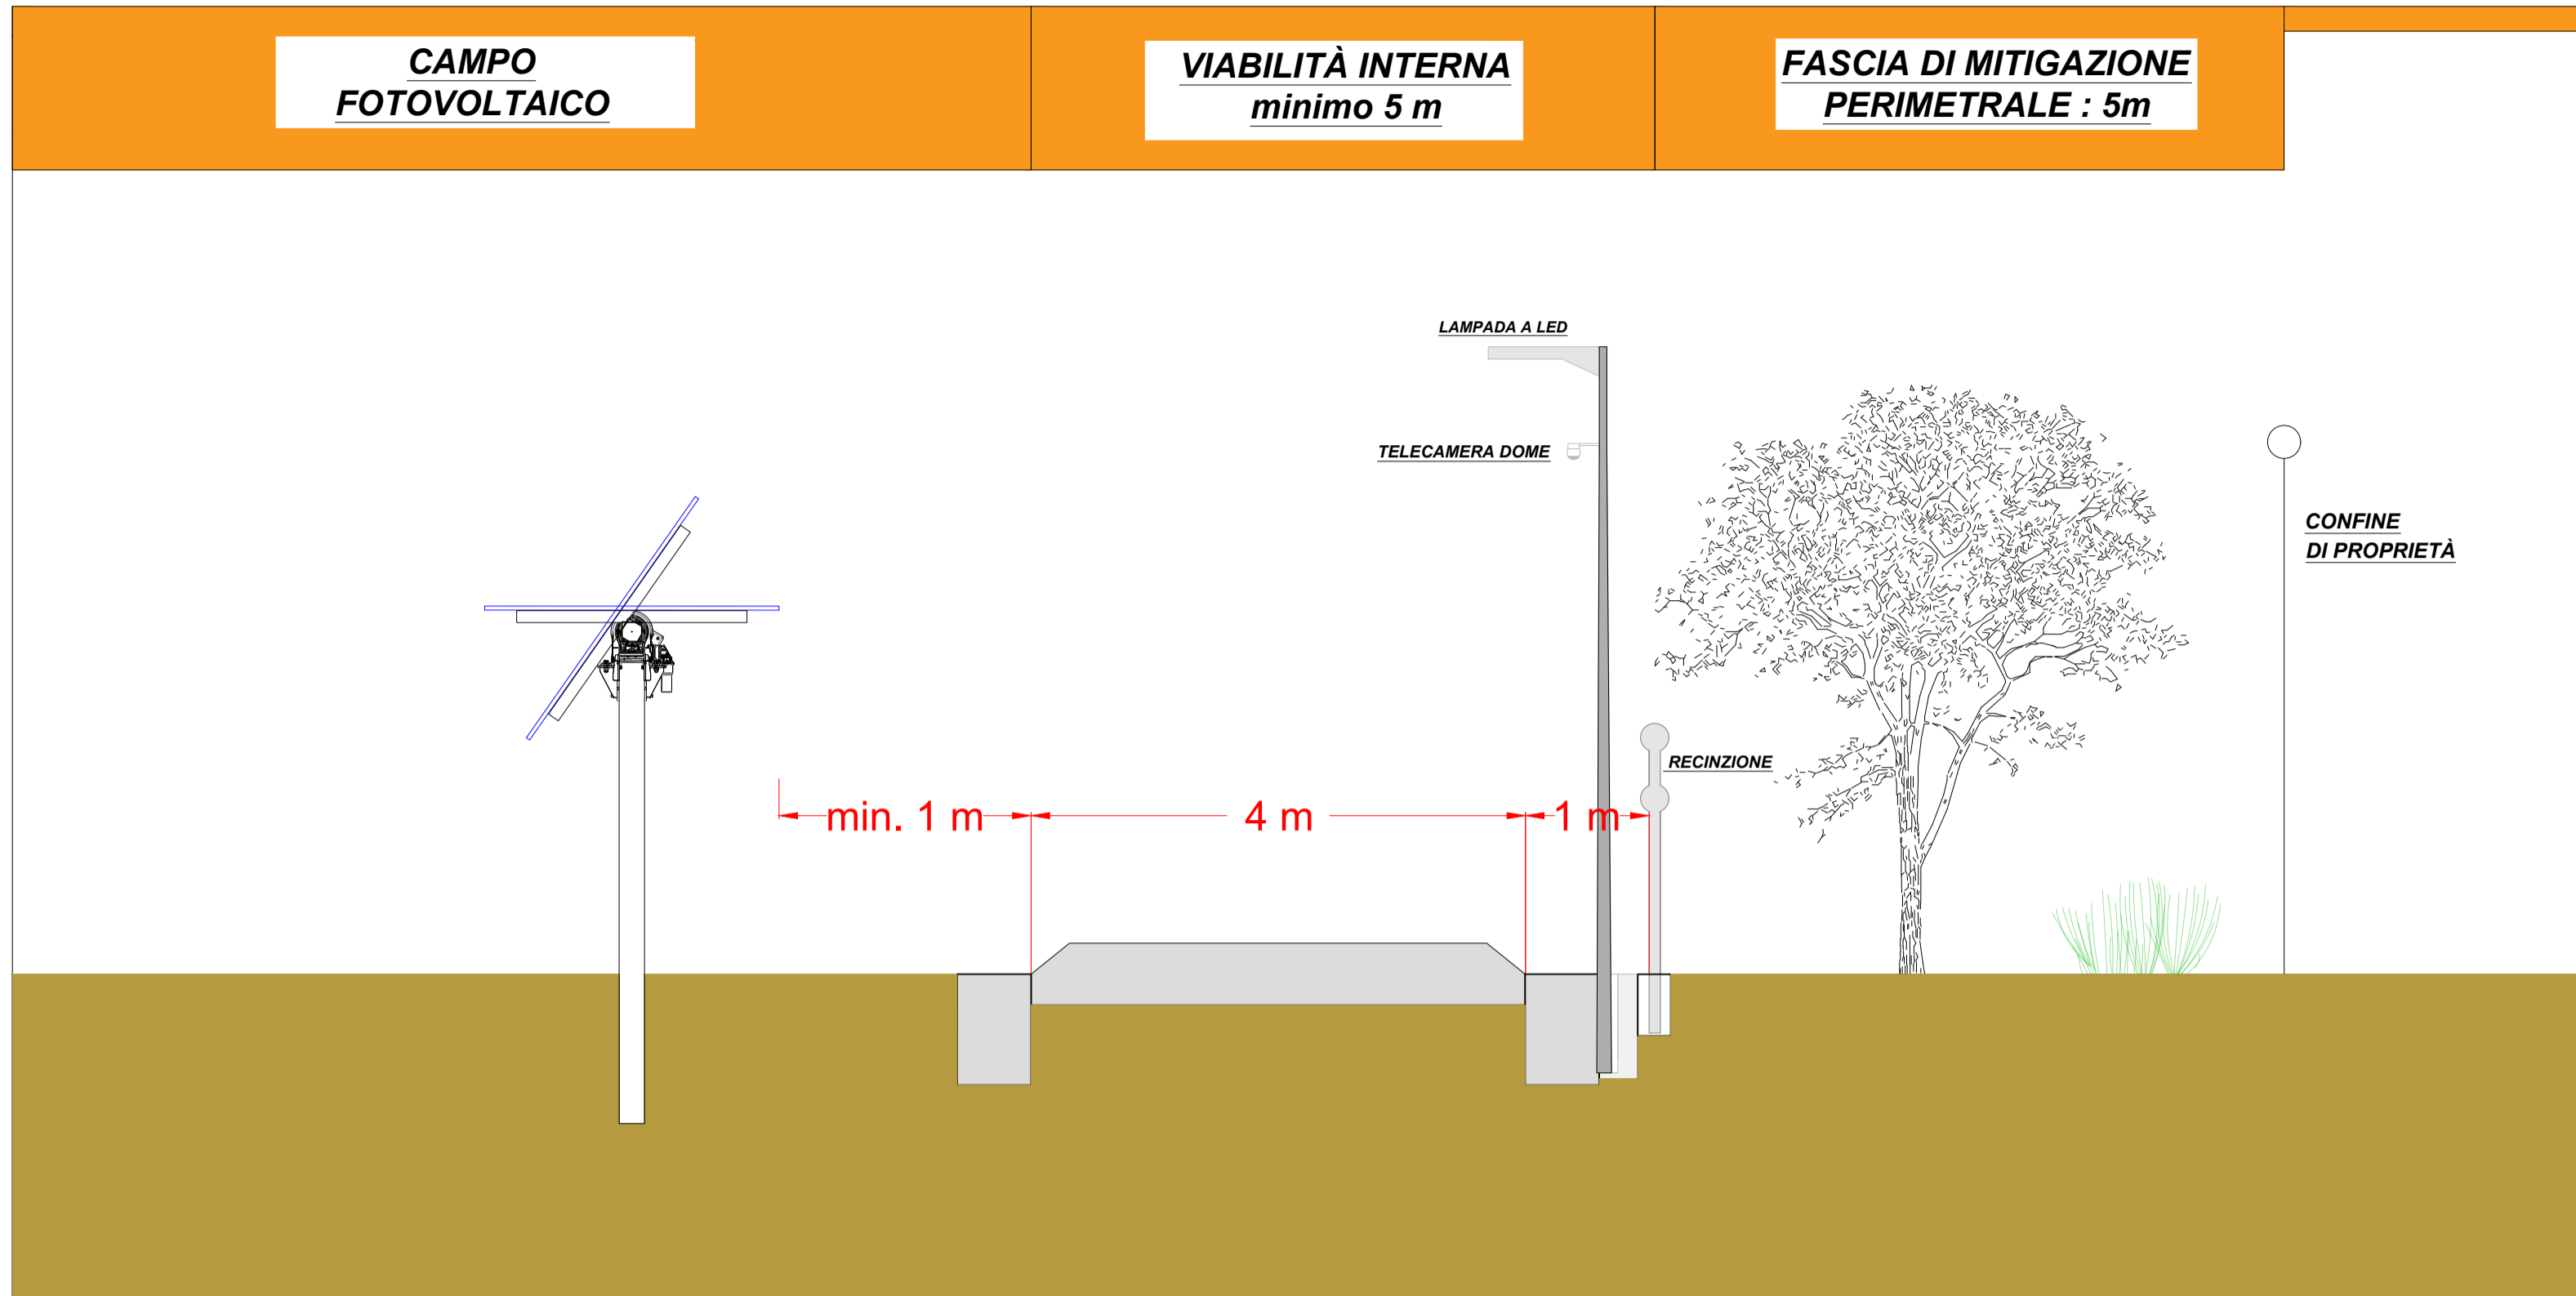 CAMPO
FOTOVOLTAICO
VIABILITÀ INTERNA
minimo 5 m
FASCIA DI MITIGAZIONE
PERIMETRALE : 5m
LAMPADA A LED
TELECAMERA DOME
CONFINE
DI PROPRIETÀ
RECINZIONE
min. 1 m
4 m
1 m